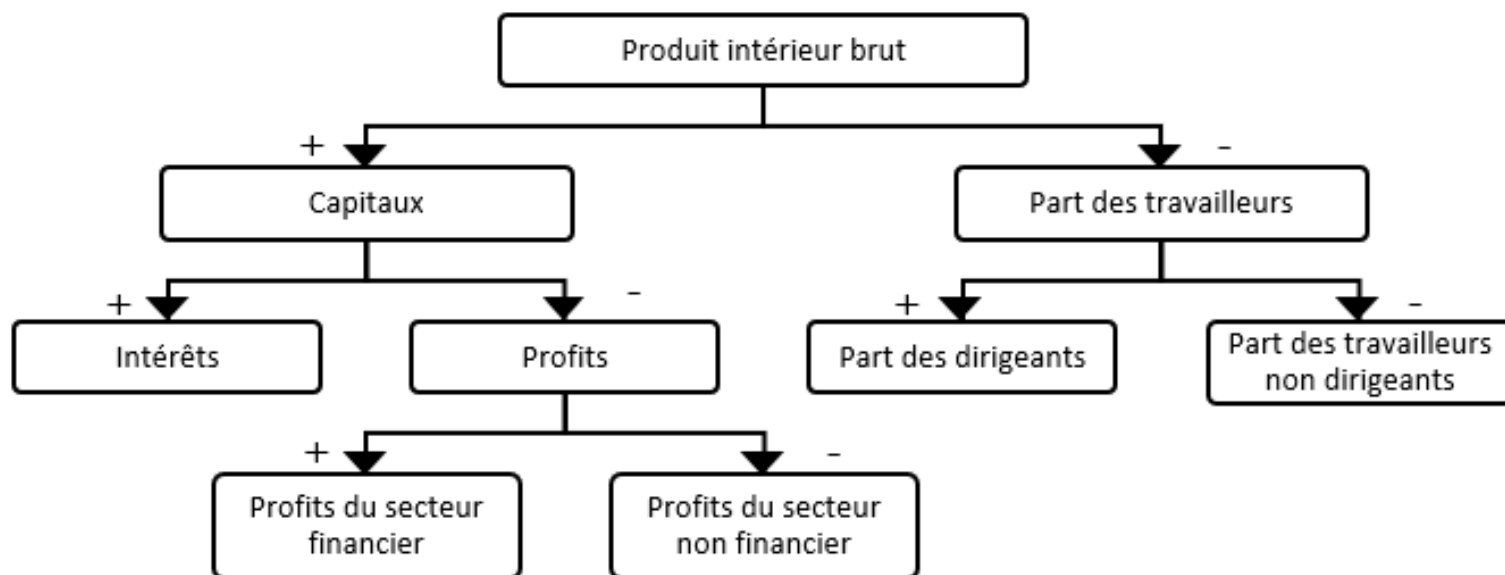 Produit intérieur brut
+
-
Capitaux
Part des travailleurs
+
-
+
-
Intérêts
Profits
Part des dirigeants
Part des travailleurs
non dirigeants
+
-
Profits du secteur
financier
Profits du secteur
non financier